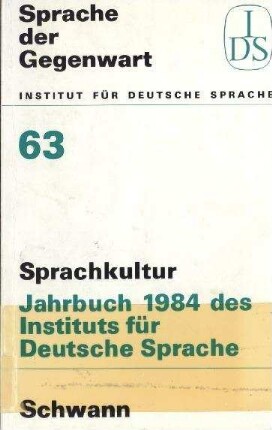 Sprache
der
Gegenwart
IDS
INSTITUT FÜR DEUTSCHE SPRACHE
63
Sprachkultur
Jahrbuch 1984 des
Instituts für
Deutsche Sprache
Schwann